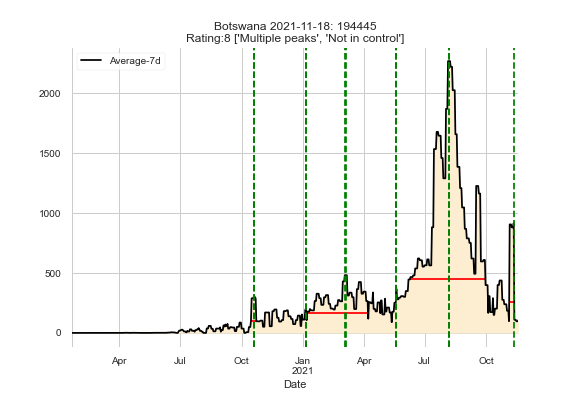 Botswana 2021-11-18: 194445
Rating:8 ['Multiple peaks', 'Not in control']
Average-7d
2000
1500
1000
500
0
Apr
Jul
Oct
Jan
2021
Apr
Jul
Oct
Date